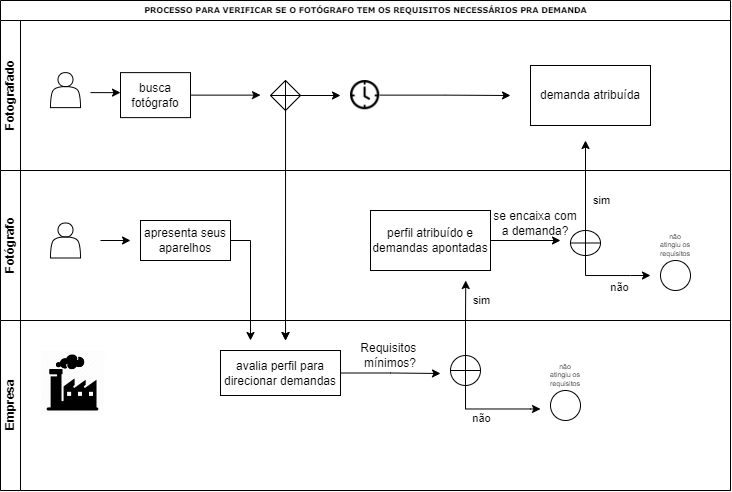 PROCESSO PARA VERIFICAR SE O FOTÓGRAFO TEM OS REQUISITOS NECESSÁRIOS PRA DEMANDA
Fotografado
busca
fotógrafo
demanda atribuída
Fotógrafo
apresenta seus
aparelhos
perfil atribuído e
demandas apontadas
se encaixa com
a demanda?
sim
não
não
atingiu os
requisitos
Empresa
avalia perfil para
direcionar demandas
Requisitos
mínimos?
sim
não
não
atingiu os
requisitos